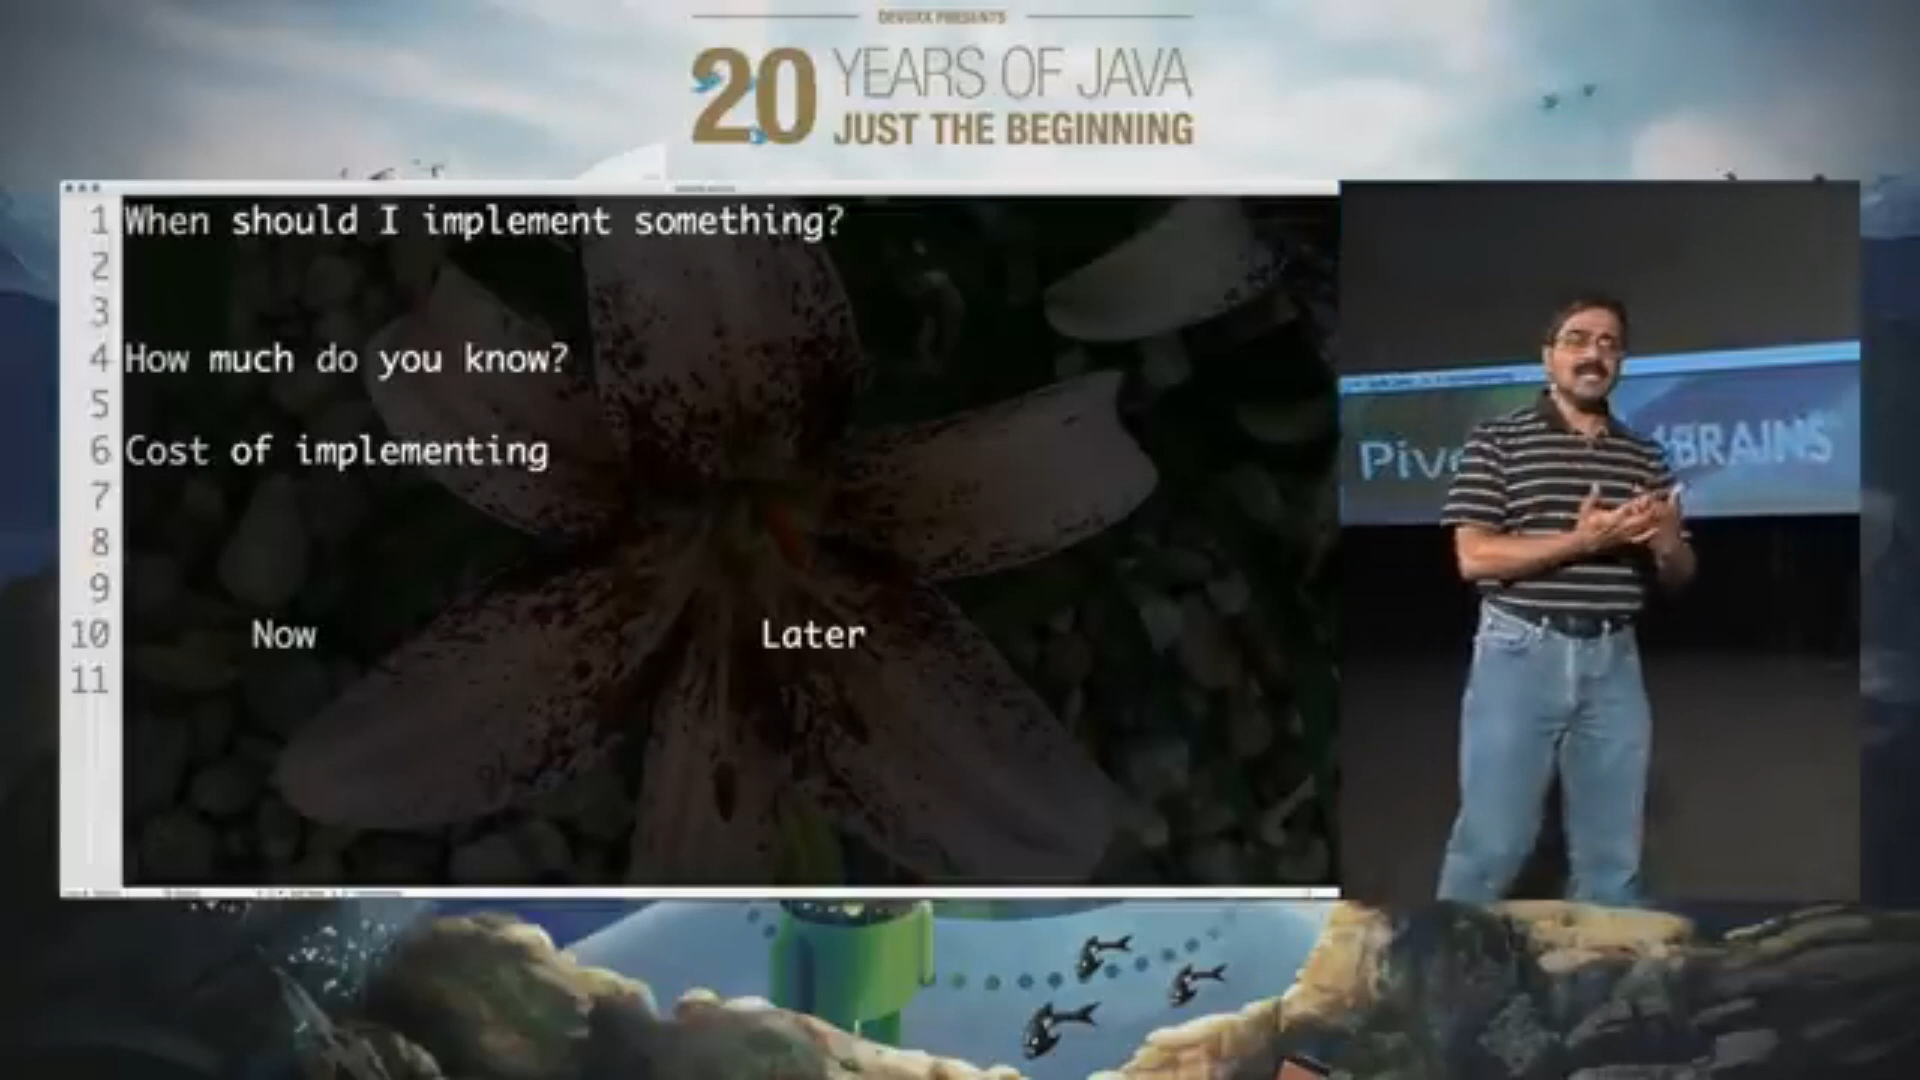 DEVOXX PRESENTS
20 YEARS OF JAVA
JUST THE BEGINNING
1 When should I implement something?
2
3
4 How much do you know?
5
6 Cost of implementing
7
8
9
10 Now Later
11